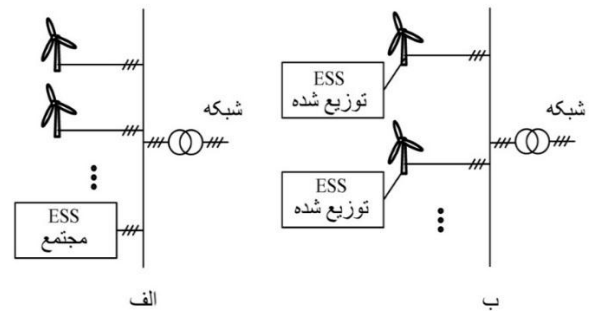 شبکه
ESS
مجتمع
الف
ESS
توزیع شده
شبکه
ESS
توزیع شده
ب